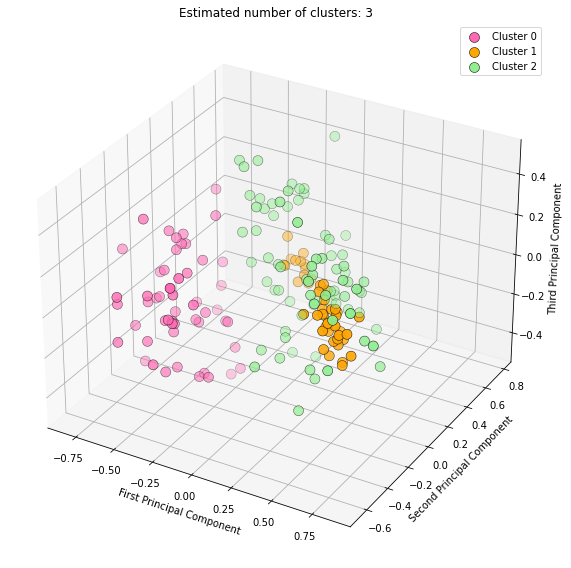 Estimated number of clusters: 3
Cluster 0
Cluster 1
Cluster 2
0.4
0.2
0.0
−0.2
−0.4
Third Principal Component
0.8
0.6
0.4
0.2
0.0
−0.2
−0.4
−0.6
Second Principal Component
−0.75
−0.50
−0.25
0.00
0.25
0.50
0.75
First Principal Component